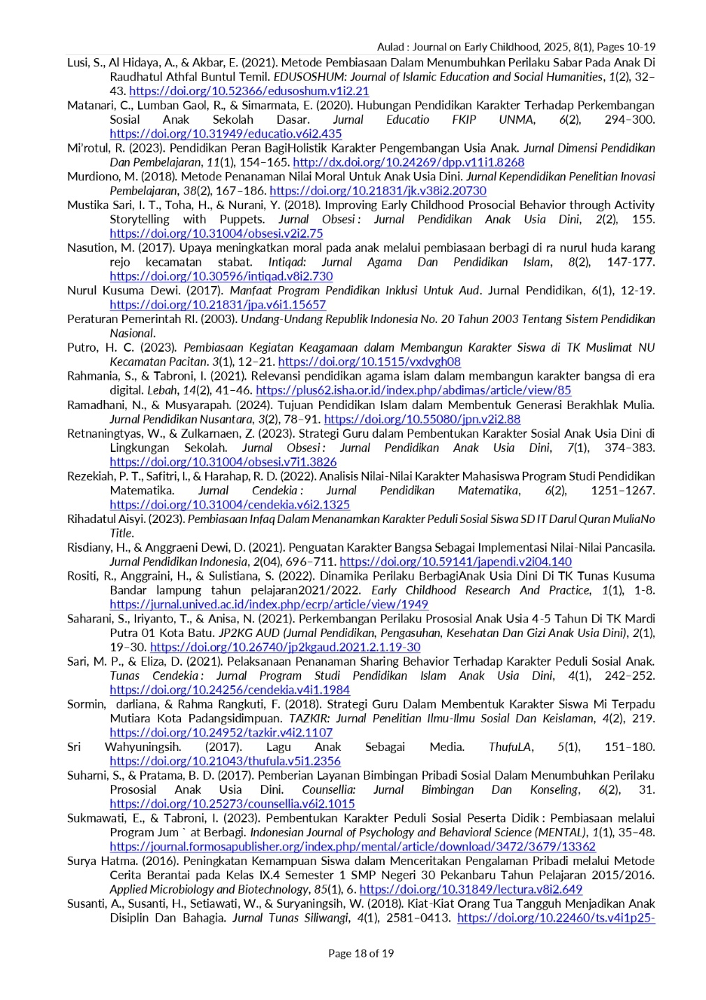 Aulad : Journal on Early Childhood, 2025, 8(1), Pages 10-19
Lusi, S., Al Hidaya, A., & Akbar, E. (2021). Metode Pembiasaan Dalam Menumbuhkan Perilaku Sabar Pada Anak Di
Raudhatul Athfal Buntul Temil. EDUSOSHUM: Journal of Islamic Education and Social Humanities, 1(2), 32–
43. https://doi.org/10.52366/edusoshum.v1i2.21
Matanari, C., Lumban Gaol, R., & Simarmata, E. (2020). Hubungan Pendidikan Karakter Terhadap Perkembangan
Sosial Anak Sekolah Dasar. Jurnal Educatio FKIP UNMA, 6(2), 294–300.
https://doi.org/10.31949/educatio.v6i2.435
Mi’rotul, R. (2023). Pendidikan Peran BagiHolistik Karakter Pengembangan Usia Anak. Jurnal Dimensi Pendidikan
Dan Pembelajaran, 11(1), 154–165. http://dx.doi.org/10.24269/dpp.v11i1.8268
Murdiono, M. (2018). Metode Penanaman Nilai Moral Untuk Anak Usia Dini. Jurnal Kependidikan Penelitian Inovasi
Pembelajaran, 38(2), 167–186. https://doi.org/10.21831/jk.v38i2.20730
Mustika Sari, I. T., Toha, H., & Nurani, Y. (2018). Improving Early Childhood Prosocial Behavior through Activity
Storytelling with Puppets. Jurnal Obsesi : Jurnal Pendidikan Anak Usia Dini, 2(2), 155.
https://doi.org/10.31004/obsesi.v2i2.75
Nasution, M. (2017). Upaya meningkatkan moral pada anak melalui pembiasaan berbagi di ra nurul huda karang
rejo kecamatan stabat. Intiqad: Jurnal Agama Dan Pendidikan Islam, 8(2), 147-177.
https://doi.org/10.30596/intiqad.v8i2.730
Nurul Kusuma Dewi. (2017). Manfaat Program Pendidikan Inklusi Untuk Aud. Jurnal Pendidikan, 6(1), 12-19.
https://doi.org/10.21831/jpa.v6i1.15657
Peraturan Pemerintah RI. (2003). Undang-Undang Republik Indonesia No. 20 Tahun 2003 Tentang Sistem Pendidikan
Nasional.
Putro, H. C. (2023). Pembiasaan Kegiatan Keagamaan dalam Membangun Karakter Siswa di TK Muslimat NU
Kecamatan Pacitan. 3(1), 12–21. https://doi.org/10.1515/vxdvgh08
Rahmania, S., & Tabroni, I. (2021). Relevansi pendidikan agama islam dalam membangun karakter bangsa di era
digital. Lebah, 14(2), 41–46. https://plus62.isha.or.id/index.php/abdimas/article/view/85
Ramadhani, N., & Musyarapah. (2024). Tujuan Pendidikan Islam dalam Membentuk Generasi Berakhlak Mulia.
Jurnal Pendidikan Nusantara, 3(2), 78–91. https://doi.org/10.55080/jpn.v2i2.88
Retnaningtyas, W., & Zulkarnaen, Z. (2023). Strategi Guru dalam Pembentukan Karakter Sosial Anak Usia Dini di
Lingkungan Sekolah. Jurnal Obsesi : Jurnal Pendidikan Anak Usia Dini, 7(1), 374–383.
https://doi.org/10.31004/obsesi.v7i1.3826
Rezekiah, P. T., Safitri, I., & Harahap, R. D. (2022). Analisis Nilai-Nilai Karakter Mahasiswa Program Studi Pendidikan
Matematika. Jurnal Cendekia : Jurnal Pendidikan Matematika, 6(2), 1251–1267.
https://doi.org/10.31004/cendekia.v6i2.1325
Rihadatul Aisyi. (2023). Pembiasaan Infaq Dalam Menanamkan Karakter Peduli Sosial Siswa SD IT Darul Quran MuliaNo
Title.
Risdiany, H., & Anggraeni Dewi, D. (2021). Penguatan Karakter Bangsa Sebagai Implementasi Nilai-Nilai Pancasila.
Jurnal Pendidikan Indonesia, 2(04), 696–711. https://doi.org/10.59141/japendi.v2i04.140
Rositi, R., Anggraini, H., & Sulistiana, S. (2022). Dinamika Perilaku BerbagiAnak Usia Dini Di TK Tunas Kusuma
Bandar lampung tahun pelajaran2021/2022. Early Childhood Research And Practice, 1(1), 1-8.
https://jurnal.unived.ac.id/index.php/ecrp/article/view/1949
Saharani, S., Iriyanto, T., & Anisa, N. (2021). Perkembangan Perilaku Prososial Anak Usia 4-5 Tahun Di TK Mardi
Putra 01 Kota Batu. JP2KG AUD (Jurnal Pendidikan, Pengasuhan, Kesehatan Dan Gizi Anak Usia Dini), 2(1),
19–30. https://doi.org/10.26740/jp2kgaud.2021.2.1.19-30
Sari, M. P., & Eliza, D. (2021). Pelaksanaan Penanaman Sharing Behavior Terhadap Karakter Peduli Sosial Anak.
Tunas Cendekia : Jurnal Program Studi Pendidikan Islam Anak Usia Dini, 4(1), 242–252.
https://doi.org/10.24256/cendekia.v4i1.1984
Sormin, darliana, & Rahma Rangkuti, F. (2018). Strategi Guru Dalam Membentuk Karakter Siswa Mi Terpadu
Mutiara Kota Padangsidimpuan. TAZKIR: Jurnal Penelitian Ilmu-Ilmu Sosial Dan Keislaman, 4(2), 219.
https://doi.org/10.24952/tazkir.v4i2.1107
Sri Wahyuningsih. (2017). Lagu Anak Sebagai Media. ThufuLA, 5(1), 151–180.
https://doi.org/10.21043/thufula.v5i1.2356
Suharni, S., & Pratama, B. D. (2017). Pemberian Layanan Bimbingan Pribadi Sosial Dalam Menumbuhkan Perilaku
Prososial Anak Usia Dini. Counsellia: Jurnal Bimbingan Dan Konseling, 6(2), 31.
https://doi.org/10.25273/counsellia.v6i2.1015
Sukmawati, E., & Tabroni, I. (2023). Pembentukan Karakter Peduli Sosial Peserta Didik : Pembiasaan melalui
Program Jum ` at Berbagi. Indonesian Journal of Psychology and Behavioral Science (MENTAL), 1(1), 35–48.
https://journal.formosapublisher.org/index.php/mental/article/download/3472/3679/13362
Surya Hatma. (2016). Peningkatan Kemampuan Siswa dalam Menceritakan Pengalaman Pribadi melalui Metode
Cerita Berantai pada Kelas IX.4 Semester 1 SMP Negeri 30 Pekanbaru Tahun Pelajaran 2015/2016.
Applied Microbiology and Biotechnology, 85(1), 6. https://doi.org/10.31849/lectura.v8i2.649
Susanti, A., Susanti, H., Setiawati, W., & Suryaningsih, W. (2018). Kiat-Kiat Orang Tua Tangguh Menjadikan Anak
Disiplin Dan Bahagia. Jurnal Tunas Siliwangi, 4(1), 2581–0413. https://doi.org/10.22460/ts.v4i1p25-
Page 18 of 19